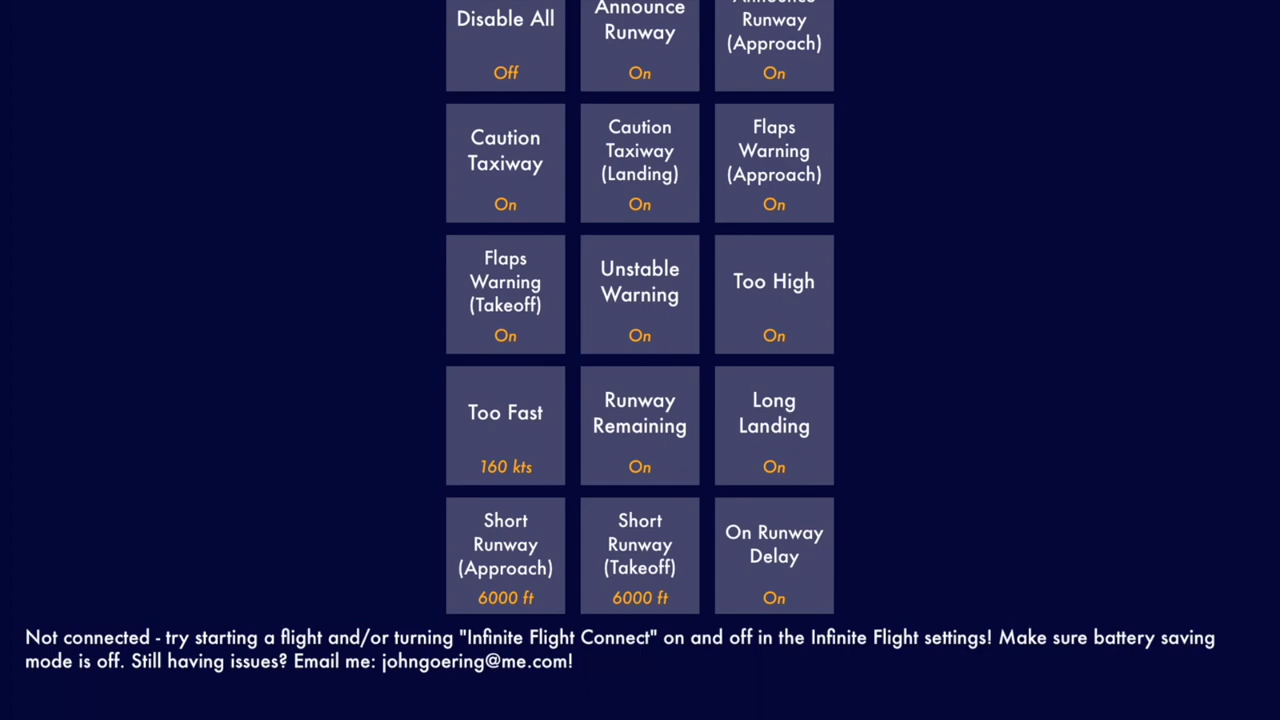 Disable All
Off
Announce
Runway
On
Announce
Runway
(Approach)
On
Caution
Taxiway
On
Caution
Taxiway
(Landing)
On
Flaps
Warning
(Approach)
On
Flaps
Warning
(Takeoff)
On
Unstable
Warning
On
Too High
On
Too Fast
160 kts
Runway
Remaining
On
Long
Landing
On
Short
Runway
(Approach)
6000 ft
Short
Runway
(Takeoff)
6000 ft
On Runway
Delay
On
Not connected - try starting a flight and/or turning "Infinite Flight Connect" on and off in the Infinite Flight settings! Make sure battery saving
mode is off. Still having issues? Email me: johngoering@me.com!